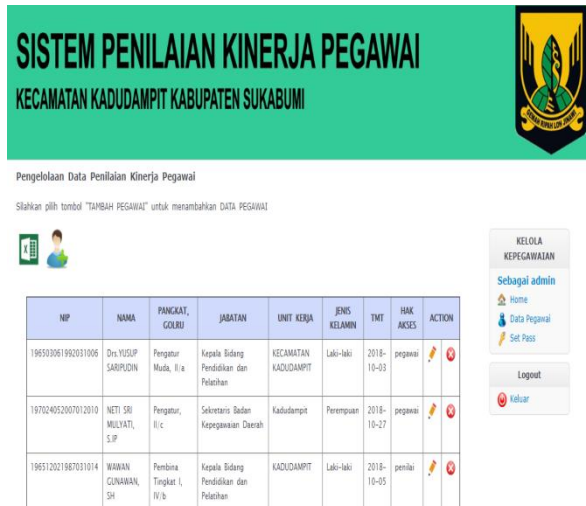 SISTEM PENILAIAN KINERJA PEGAWAI
KECAMATAN KADUDAMPIT KABUPATEN SUKABUMI
Pengelolaan Data Penilaian Kinerja Pegawai
Silahkan pilih tombol "TAMBAH PEGAWAI" untuk menambahkan DATA PEGAWAI
NIP NAMA PANGKAT, GOLRU JABATAN UNIT KERJA JENIS KELAMIN TMT HAK AKSES ACTION
196503061992031006 Drs.YUSUP SARIPUDIN Pengatur Muda, II/a Kepala Bidang Pendidikan dan Pelatihan KECAMATAN KADUDAMPIT Laki-laki 2018-10-03 pegawai
197024052007012010 NETI SRI MULYATI, S.IP Pengatur, II/c Sekretaris Badan Kepegawaian Daerah Kadudampit Perempuan 2018-10-27 pegawai
196512021987031014 WAWAN GUNAWAN, SH Pembina Tingkat I, IV/b Kepala Bidang Pendidikan dan Pelatihan KADUDAMPIT Laki-laki 2018-10-05 penilai
KELOLA
KEPEGAWAIAN
Sebagai admin
Home
Data Pegawai
Set Pass
Logout
Keluar